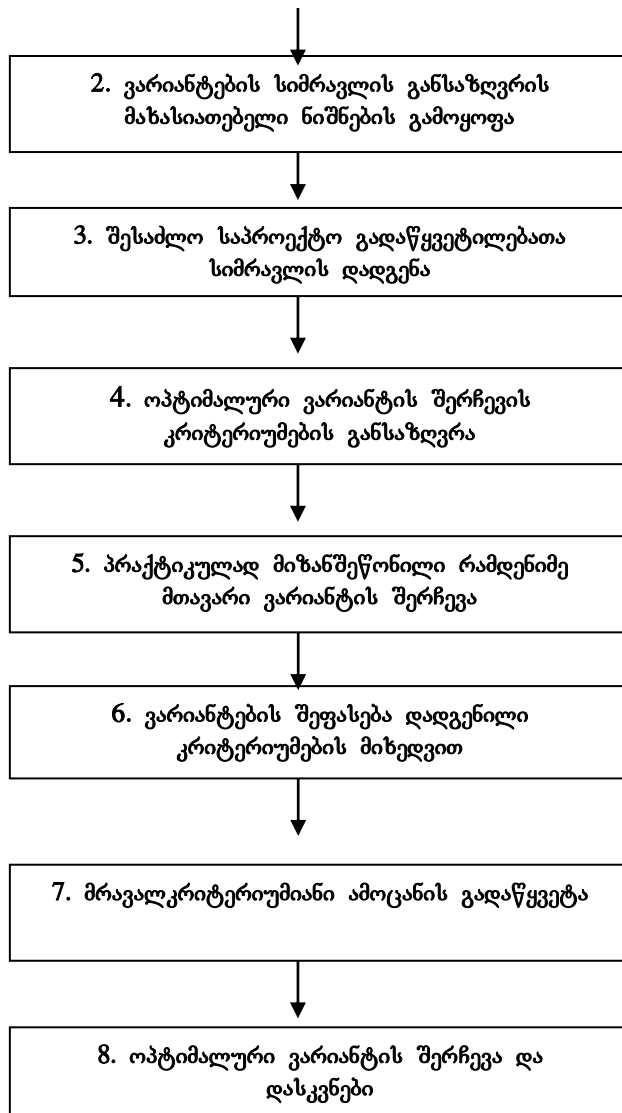 2. ვარიანტების სიმრავლის განსაზღვრის
მახასიათებელი ნიშნების გამოყოფა
3. შესაძლო საპროექტო გადაწყვეტილებათა
სიმრავლის დადგენა
4. ოპტიმალური ვარიანტის შერჩევის
კრიტერიუმების განსაზღვრა
5. პრაქტიკულად მიზანშეწონილი რამდენიმე
მთავარი ვარიანტის შერჩევა
6. ვარიანტების შეფასება დადგენილი
კრიტერიუმების მიხედვით
7. მრავალკრიტერიუმიანი ამოცანის გადაწყვეტა
8. ოპტიმალური ვარიანტის შერჩევა და
დასკვნები